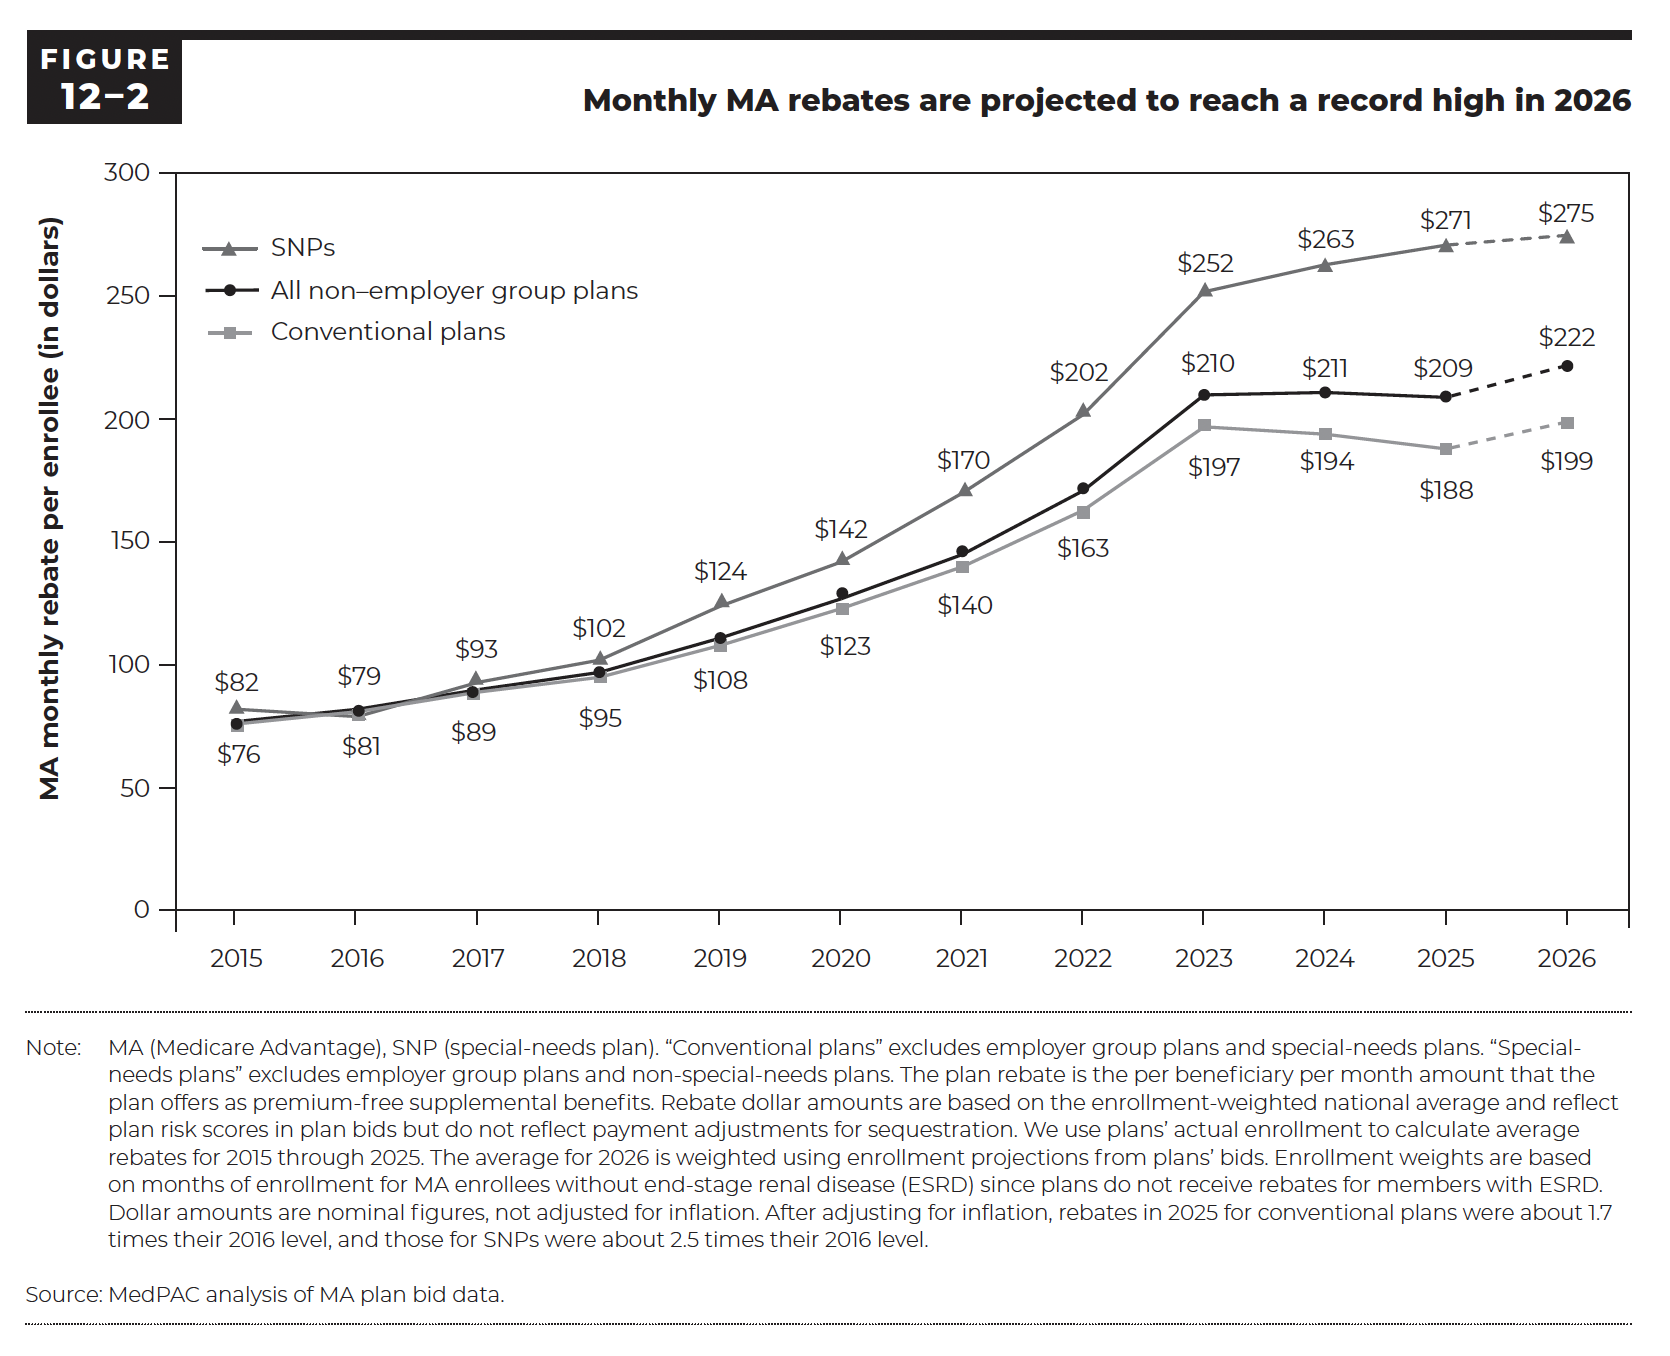 FIGURE
12–2
Monthly MA rebates are projected to reach a record high in 2026
MA monthly rebate per enrollee (in dollars)
300
250
200
150
100
50
0
SNPs
All non–employer group plans
Conventional plans
$82
$79
$93
$102
$124
$142
$170
$202
$252
$263
$271
$275
$210
$211
$209
$222
$76
$81
$89
$95
$108
$123
$140
$163
$197
$194
$188
$199
2015 2016 2017 2018 2019 2020 2021 2022 2023 2024 2025 2026
Note: MA (Medicare Advantage), SNP (special-needs plan). “Conventional plans” excludes employer group plans and special-needs plans. “Special-
needs plans” excludes employer group plans and non-special-needs plans. The plan rebate is the per beneficiary per month amount that the
plan offers as premium-free supplemental benefits. Rebate dollar amounts are based on the enrollment-weighted national average and reflect
plan risk scores in plan bids but do not reflect payment adjustments for sequestration. We use plans’ actual enrollment to calculate average
rebates for 2015 through 2025. The average for 2026 is weighted using enrollment projections from plans’ bids. Enrollment weights are based
on months of enrollment for MA enrollees without end-stage renal disease (ESRD) since plans do not receive rebates for members with ESRD.
Dollar amounts are nominal figures, not adjusted for inflation. After adjusting for inflation, rebates in 2025 for conventional plans were about 1.7
times their 2016 level, and those for SNPs were about 2.5 times their 2016 level.
Source: MedPAC analysis of MA plan bid data.